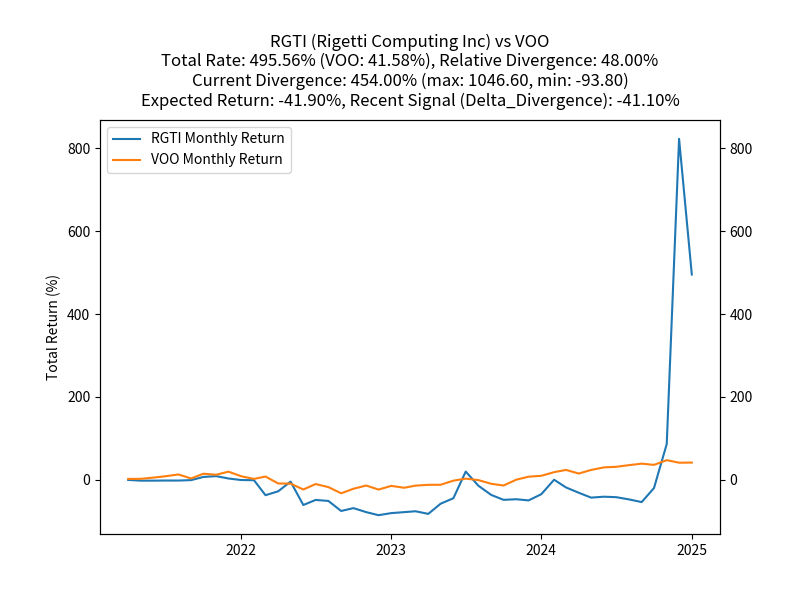 RGTI (Rigetti Computing Inc) vs VOO
Total Rate: 495.56% (VOO: 41.58%), Relative Divergence: 48.00%
Current Divergence: 454.00% (max: 1046.60, min: -93.80)
Expected Return: -41.90%, Recent Signal (Delta_Divergence): -41.10%
RGTI Monthly Return
VOO Monthly Return
Total Return (%)
800
600
400
200
0
800
600
400
200
0
2022
2023
2024
2025